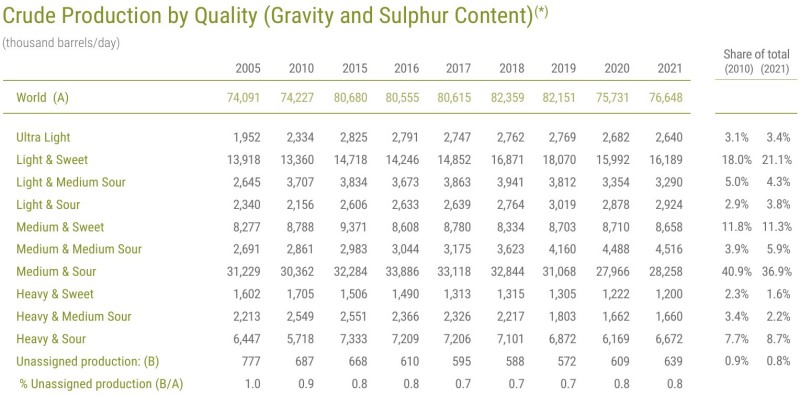 Crude Production by Quality (Gravity and Sulphur Content)(*)
(thousand barrels/day)
Share of total
2005 2010 2015 2016 2017 2018 2019 2020 2021 (2010) (2021)
World (A) 74,091 74,227 80,680 80,555 80,615 82,359 82,151 75,731 76,648
Ultra Light 1,952 2,334 2,825 2,791 2,747 2,762 2,769 2,682 2,640 3.1% 3.4%
Light & Sweet 13,918 13,360 14,718 14,246 14,852 16,871 18,070 15,992 16,189 18.0% 21.1%
Light & Medium Sour 2,645 3,707 3,834 3,673 3,863 3,941 3,812 3,354 3,290 5.0% 4.3%
Light & Sour 2,340 2,156 2,606 2,633 2,639 2,764 3,019 2,878 2,924 2.9% 3.8%
Medium & Sweet 8,277 8,788 9,371 8,608 8,780 8,334 8,703 8,710 8,658 11.8% 11.3%
Medium & Medium Sour 2,691 2,861 2,983 3,044 3,175 3,623 4,160 4,488 4,516 3.9% 5.9%
Medium & Sour 31,229 30,362 32,284 33,886 33,118 32,844 31,068 27,966 28,258 40.9% 36.9%
Heavy & Sweet 1,602 1,705 1,506 1,490 1,313 1,315 1,305 1,222 1,200 2.3% 1.6%
Heavy & Medium Sour 2,213 2,549 2,551 2,366 2,326 2,217 1,803 1,662 1,660 3.4% 2.2%
Heavy & Sour 6,447 5,718 7,333 7,209 7,206 7,101 6,872 6,169 6,672 7.7% 8.7%
Unassigned production: (B) 777 687 668 610 595 588 572 609 639 0.9% 0.8%
% Unassigned production (B/A) 1.0 0.9 0.8 0.8 0.7 0.7 0.7 0.8 0.8